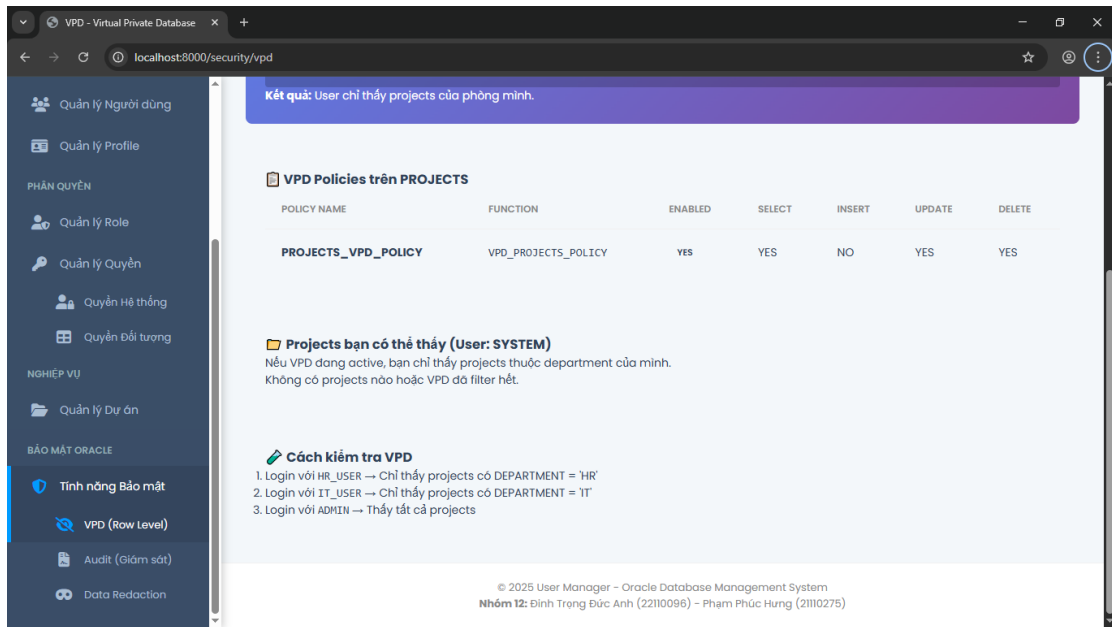 VPD - Virtual Private Database
localhost:8000/security/vpd
Quản lý Người dùng
Quản lý Profile
PHÂN QUYỀN
Quản lý Role
Quản lý Quyền
Quyền Hệ thống
Quyền Đối tượng
NGHIỆP VỤ
Quản lý Dự án
BẢO MẬT ORACLE
Tính năng Bảo mật
VPD (Row Level)
Audit (Giám sát)
Data Redaction
Kết quả: User chỉ thấy projects của phòng mình.
VPD Policies trên PROJECTS
POLICY NAME FUNCTION ENABLED SELECT INSERT UPDATE DELETE
PROJECTS_VPD_POLICY VPD_PROJECTS_POLICY YES YES NO YES YES
Projects bạn có thể thấy (User: SYSTEM)
Nếu VPD đang active, bạn chỉ thấy projects thuộc department của mình.
Không có projects nào hoặc VPD đã filter hết.
Cách kiểm tra VPD
1. Login với HR_USER → Chỉ thấy projects có DEPARTMENT = 'HR'
2. Login với IT_USER → Chỉ thấy projects có DEPARTMENT = 'IT'
3. Login với ADMIN → Thấy tất cả projects
© 2025 User Manager - Oracle Database Management System
Nhóm 12: Đinh Trọng Đức Anh (22110096) - Phạm Phúc Hưng (21110275)